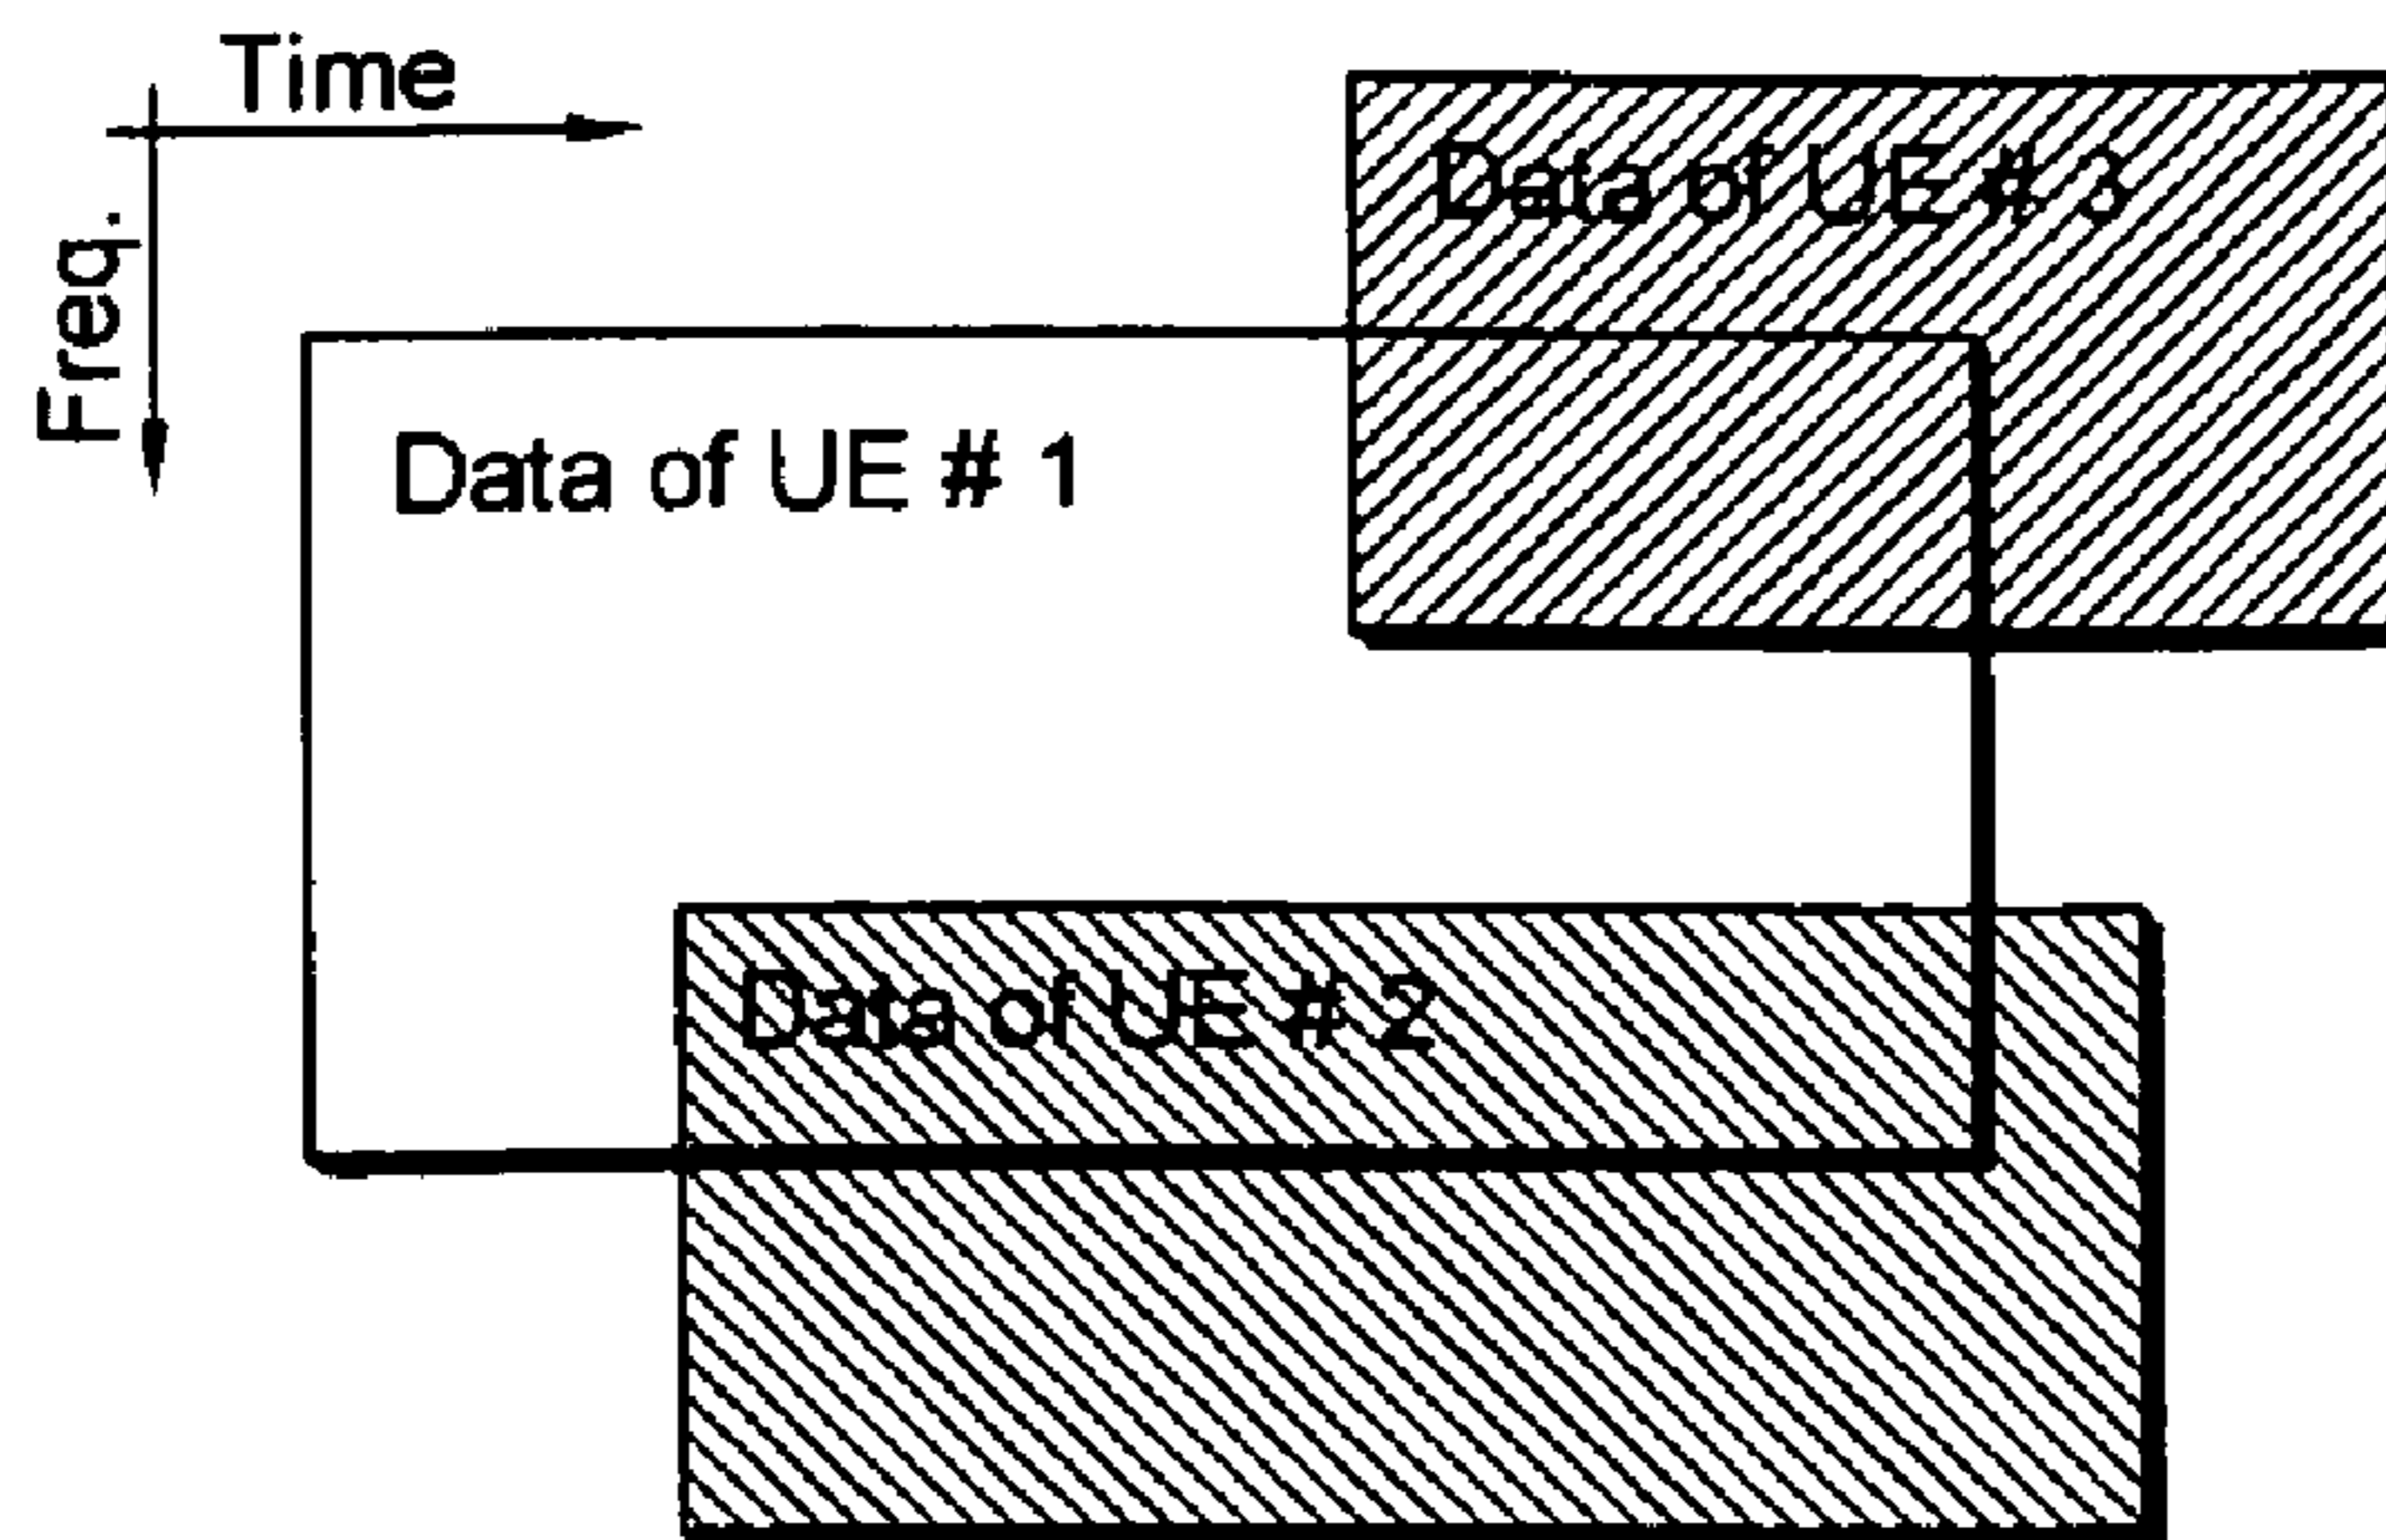 Time
Freq.
Data of UE # 3
Data of UE # 1
Data of UE # 2